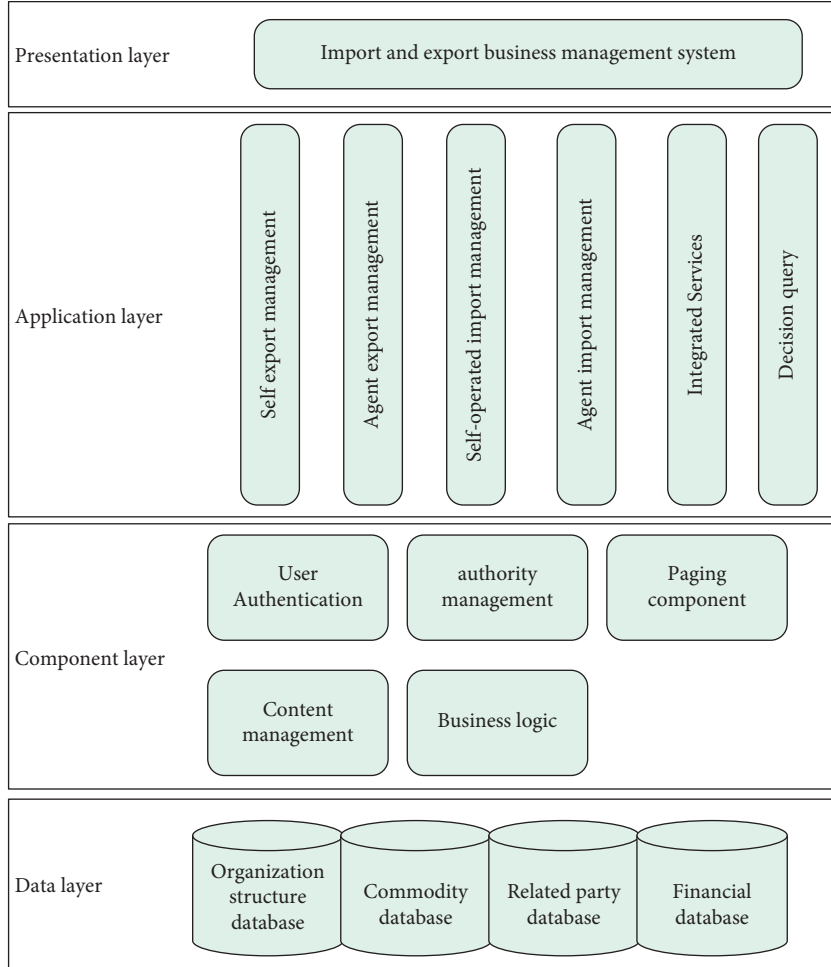 Presentation layer
Import and export business management system
Application layer
Self export management
Agent export management
Self-operated import management
Agent import management
Integrated Services
Decision query
Component layer
User
Authentication
authority
management
Paging
component
Content
management
Business logic
Data layer
Organization
structure
database
Commodity
database
Related party
database
Financial
database